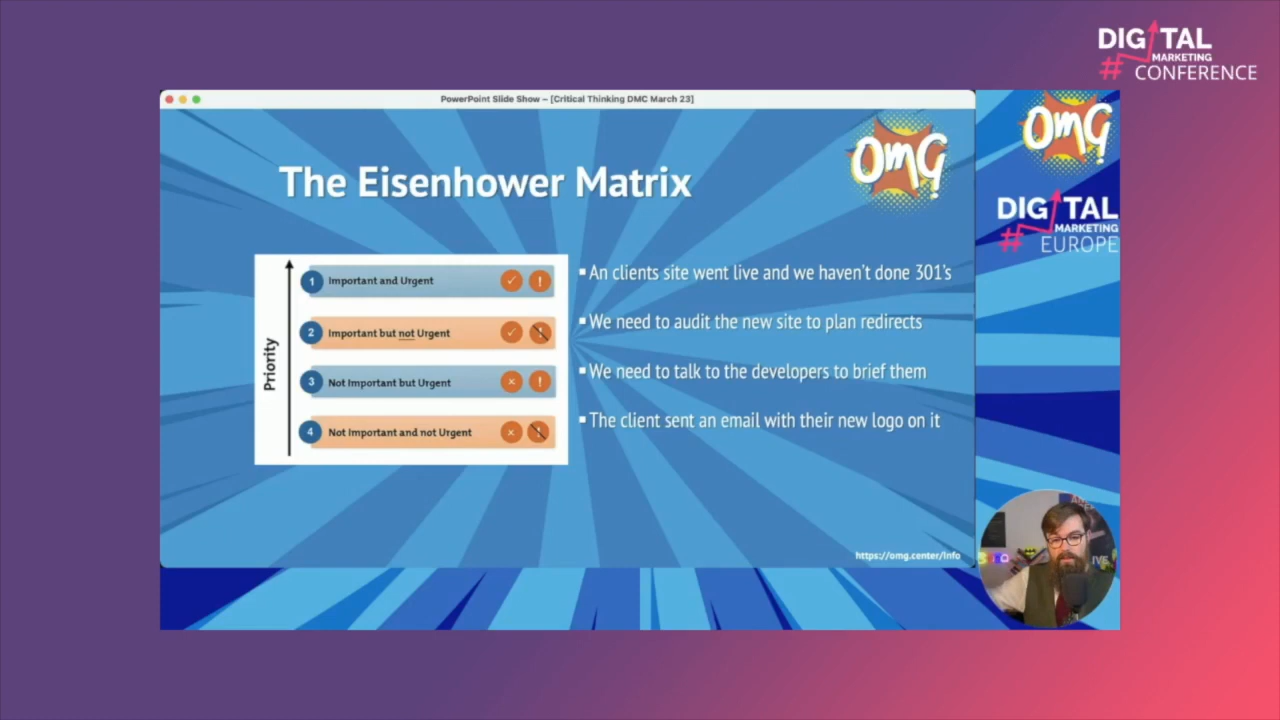 DIGITAL
MARKETING
# CONFERENCE
PowerPoint Slide Show – [Critical Thinking DMC March 23]
OMG
The Eisenhower Matrix
OMG!
DIGITAL
MARKETING
# EUROPE
Priority
1 Important and Urgent ✓ !
2 Important but not Urgent ✓ !
3 Not Important but Urgent × !
4 Not Important and not Urgent × !
▪ An clients site went live and we haven't done 301's
▪ We need to audit the new site to plan redirects
▪ We need to talk to the developers to brief them
▪ The client sent an email with their new logo on it
https://omg.center/info